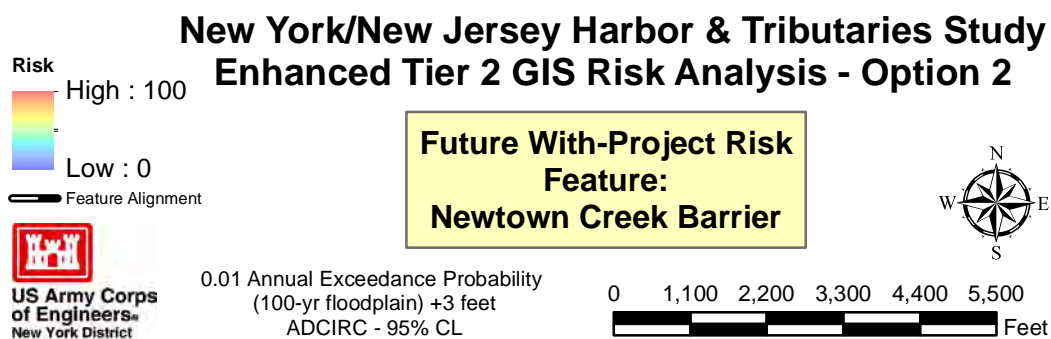 New York/New Jersey Harbor & Tributaries Study
Enhanced Tier 2 GIS Risk Analysis - Option 2
Risk
High : 100
Low : 0
Feature Alignment
Future With-Project Risk
Feature:
Newtown Creek Barrier
N
W
E
S
US Army Corps
of Engineers®
New York District
0.01 Annual Exceedance Probability
(100-yr floodplain) +3 feet
ADCIRC - 95% CL
0 1,100 2,200 3,300 4,400 5,500
Feet